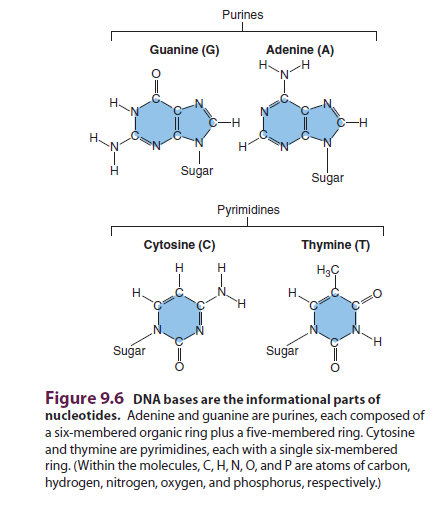 Purines
Guanine (G) Adenine (A)
H N H
O
C C
H N C N N C N
C—H C—H
H C C H C C
N N N N N
H Sugar Sugar
Pyrimidines
Cytosine (C) Thymine (T)
H H H₃C
H C N H C O
C C H C C
N N N N
Sugar C Sugar C H
O O
Figure 9.6 DNA bases are the informational parts of
nucleotides. Adenine and guanine are purines, each composed of
a six-membered organic ring plus a five-membered ring. Cytosine
and thymine are pyrimidines, each with a single six-membered
ring. (Within the molecules, C, H, N, O, and P are atoms of carbon,
hydrogen, nitrogen, oxygen, and phosphorus, respectively.)